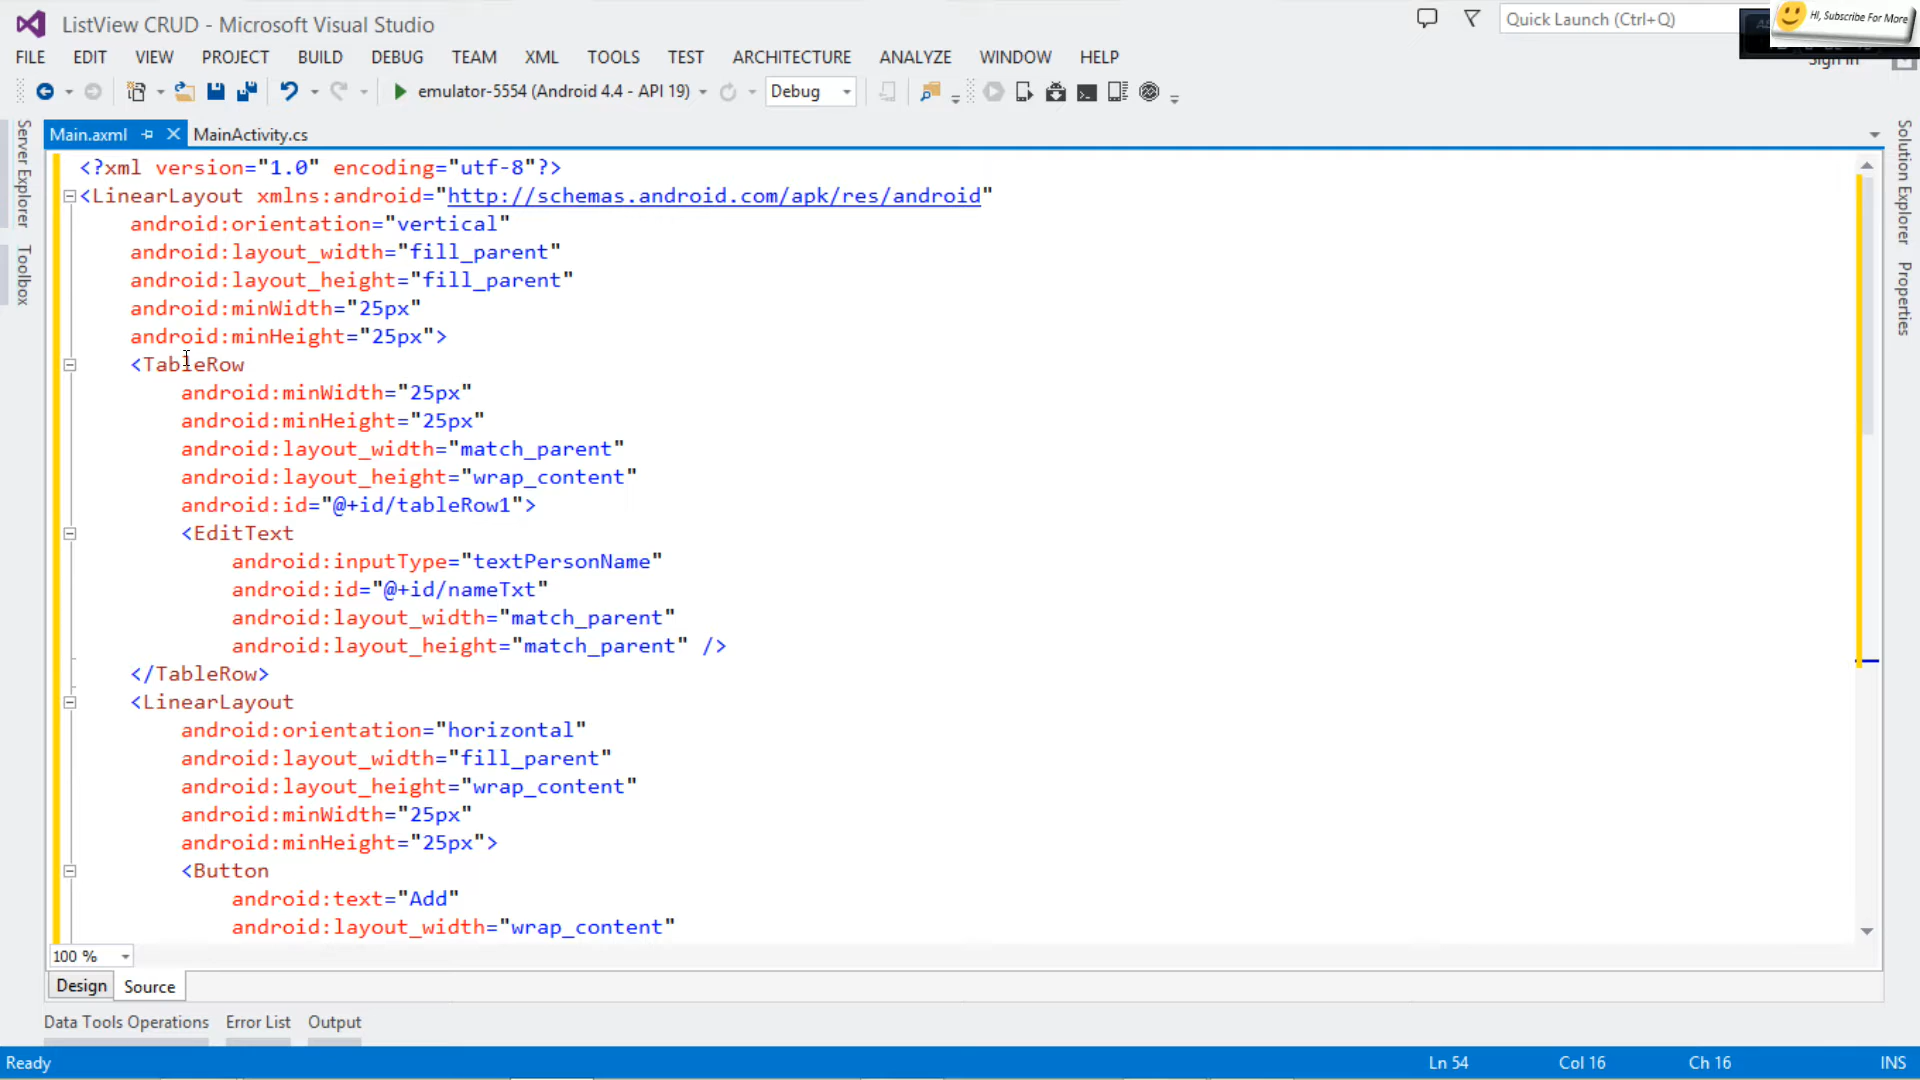 ListView CRUD - Microsoft Visual Studio
Quick Launch (Ctrl+Q)
HI, Subscribe For More
Sign in
FILE EDIT VIEW PROJECT BUILD DEBUG TEAM XML TOOLS TEST ARCHITECTURE ANALYZE WINDOW HELP
emulator-5554 (Android 4.4 - API 19)
Debug
Server Explorer
Toolbox
Main.axml
MainActivity.cs
<?xml version="1.0" encoding="utf-8"?>
<LinearLayout xmlns:android="http://schemas.android.com/apk/res/android"
android:orientation="vertical"
android:layout_width="fill_parent"
android:layout_height="fill_parent"
android:minWidth="25px"
android:minHeight="25px">
<TableRow
android:minWidth="25px"
android:minHeight="25px"
android:layout_width="match_parent"
android:layout_height="wrap_content"
android:id="@+id/tableRow1">
<EditText
android:inputType="textPersonName"
android:id="@+id/nameTxt"
android:layout_width="match_parent"
android:layout_height="match_parent" />
</TableRow>
<LinearLayout
android:orientation="horizontal"
android:layout_width="fill_parent"
android:layout_height="wrap_content"
android:minWidth="25px"
android:minHeight="25px">
<Button
android:text="Add"
android:layout_width="wrap_content"
Solution Explorer
Properties
100 %
Design
Source
Data Tools Operations
Error List
Output
Ready
Ln 54
Col 16
Ch 16
INS